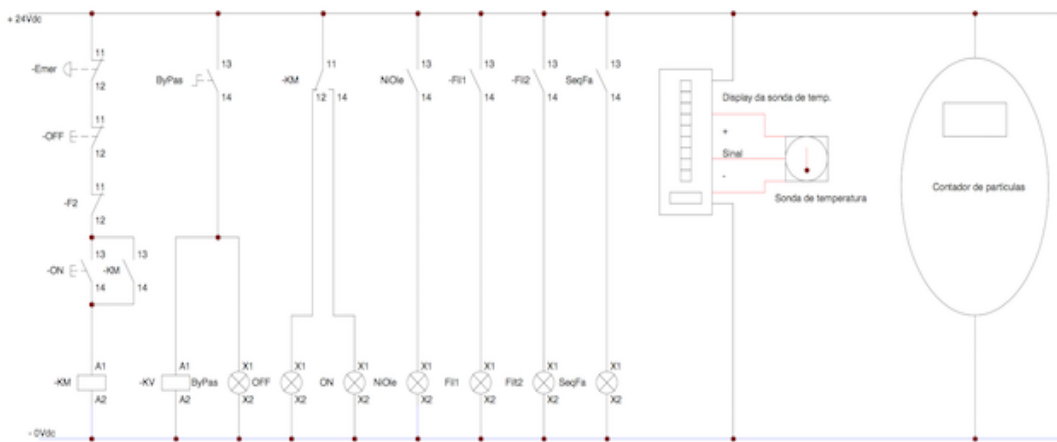 + 24Vdc
-Emer
11
12
-OFF
11
12
-F2
11
12
-ON
13
14
-KM
13
14
-KM
A1
A2
ByPas
13
14
-KV
A1
A2
ByPas
X1
X2
-KM
11
12
14
OFF
X1
X2
ON
X1
X2
NiOle
13
14
NiOle
X1
X2
-Fil1
13
14
Fil1
X1
X2
-Fil2
13
14
Filt2
X1
X2
SeqFa
13
14
SeqFa
X1
X2
Display da sonda de temp.
+
Sinal
-
Sonda de temperatura
Contador de particulas
- 0Vdc